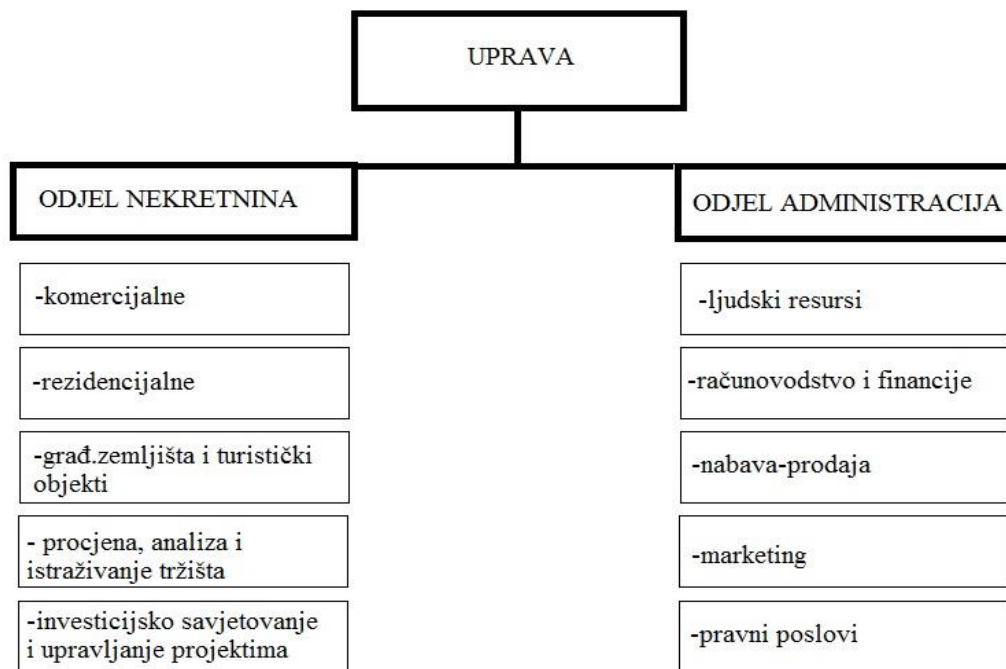 UPRAVA
ODJEL NEKRETNINA
-komercijalne
-rezidencijalne
-građ.zemljišta i turistički
objekti
- procjena, analiza i
istraživanje tržišta
-investicijsko savjetovanje
i upravljanje projektima
ODJEL ADMINISTRACIJA
-ljudski resursi
-računovodstvo i financije
-nabava-prodaja
-marketing
-pravni poslovi